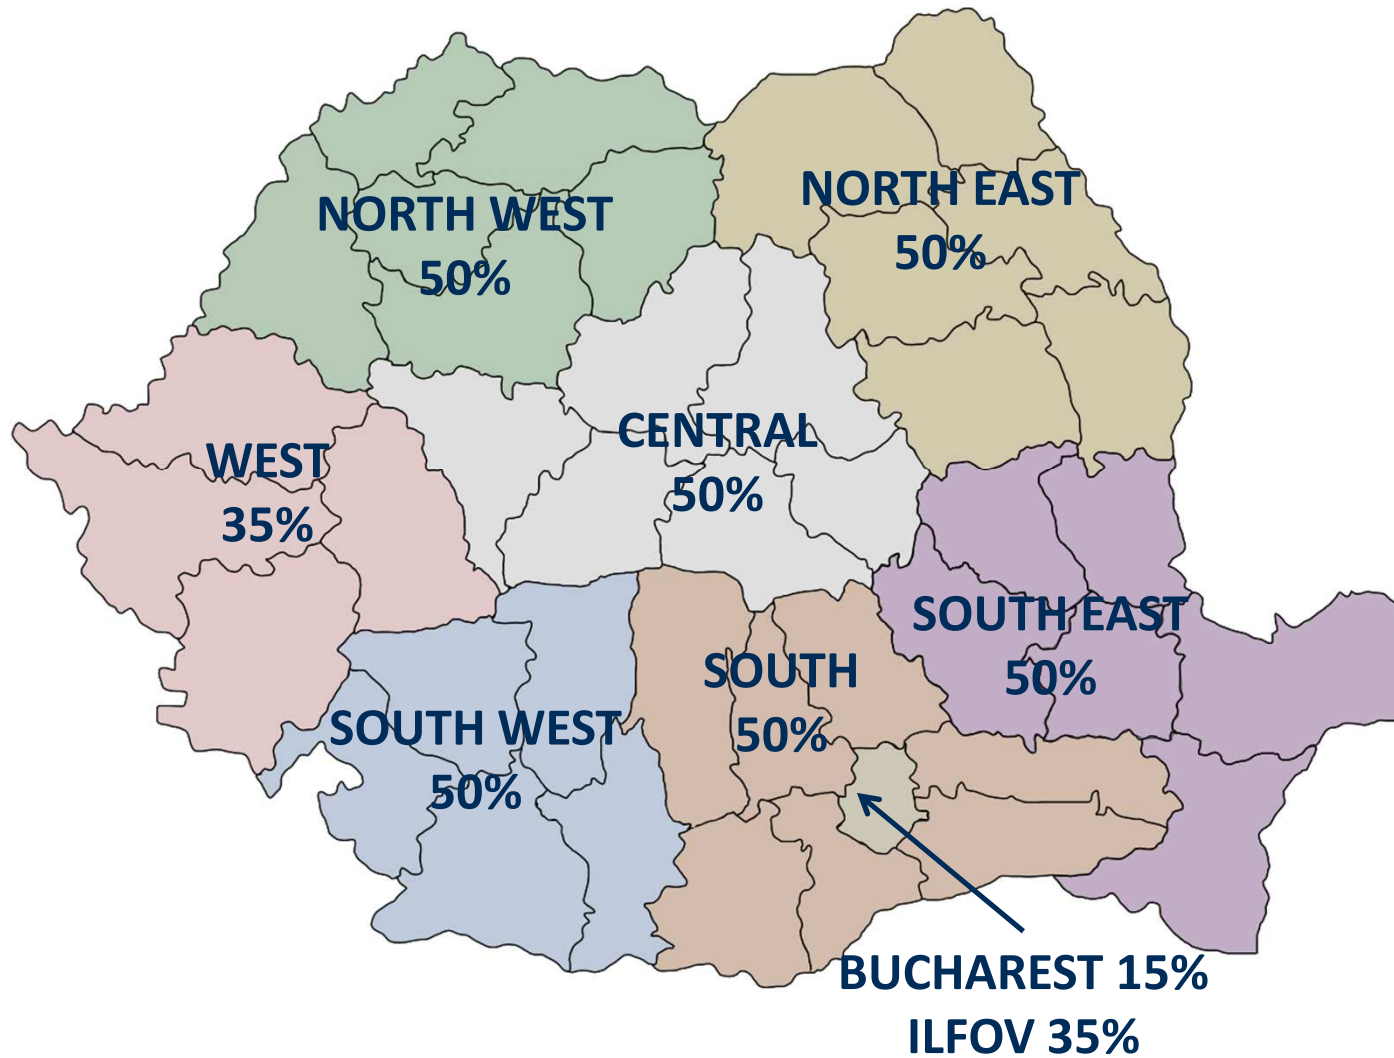 NORTH WEST
50%
NORTH EAST
50%
WEST
35%
CENTRAL
50%
SOUTH EAST
50%
SOUTH
50%
SOUTH WEST
50%
BUCHAREST 15%
ILFOV 35%